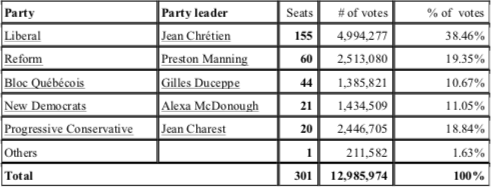 Party Party leader Seats # of votes % of votes
Liberal Jean Chrétien 155 4,994,277 38.46%
Reform Preston Manning 60 2,513,080 19.35%
Bloc Québécois Gilles Duceppe 44 1,385,821 10.67%
New Democrats Alexa McDonough 21 1,434,509 11.05%
Progressive Conservative Jean Charest 20 2,446,705 18.84%
Others 1 211,582 1.63%
Total 301 12,985,974 100%